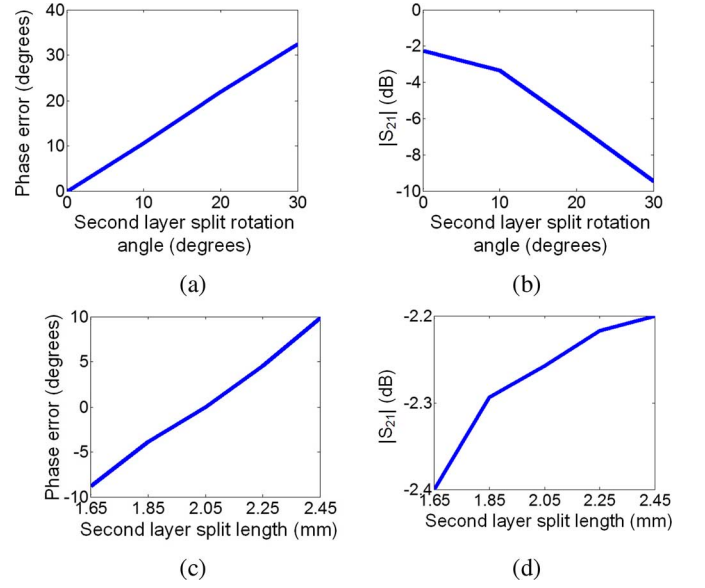 40
30
20
10
0
Phase error (degrees)
0 10 20 30
Second layer split rotation
angle (degrees)
(a)
0
-2
-4
-6
-8
-10
|S21| (dB)
0 10 20 30
Second layer split rotation
angle (degrees)
(b)
10
5
0
-5
-10
Phase error (degrees)
1.65 1.85 2.05 2.25 2.45
Second layer split length (mm)
(c)
-2.2
-2.3
-2.4
|S21| (dB)
1.65 1.85 2.05 2.25 2.45
Second layer split length (mm)
(d)